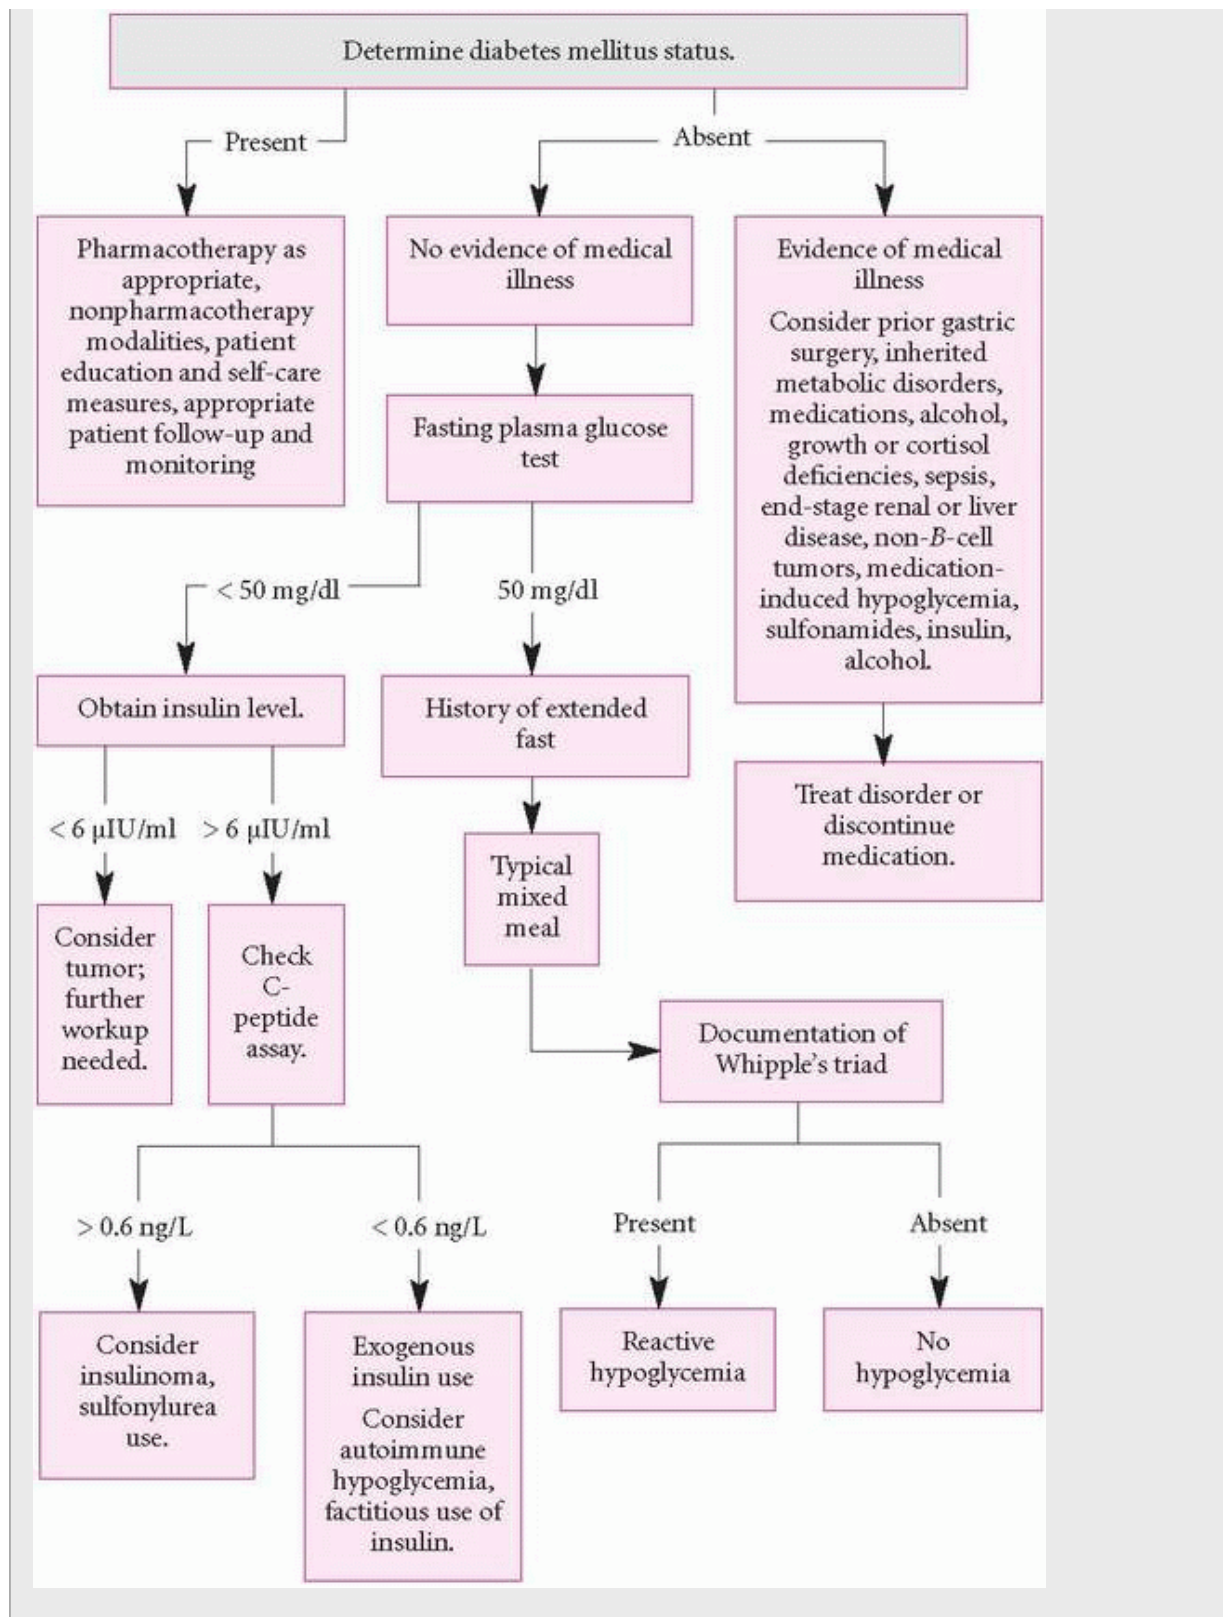 Determine diabetes mellitus status.
Present
Absent
Pharmacotherapy as
appropriate,
nonpharmacotherapy
modalities, patient
education and self-care
measures, appropriate
patient follow-up and
monitoring
No evidence of medical
illness
Evidence of medical
illness
Consider prior gastric
surgery, inherited
metabolic disorders,
medications, alcohol,
growth or cortisol
deficiencies, sepsis,
end-stage renal or liver
disease, non-B-cell
tumors, medication-
induced hypoglycemia,
sulfonamides, insulin,
alcohol.
Fasting plasma glucose
test
< 50 mg/dl
50 mg/dl
Obtain insulin level.
History of extended
fast
Treat disorder or
discontinue
medication.
< 6 µIU/ml
> 6 µIU/ml
Typical
mixed
meal
Consider
tumor;
further
workup
needed.
Check
C-
peptide
assay.
Documentation of
Whipple's triad
> 0.6 ng/L
< 0.6 ng/L
Present
Absent
Consider
insulinoma,
sulfonylurea
use.
Exogenous
insulin use
Consider
autoimmune
hypoglycemia,
factitious use of
insulin.
Reactive
hypoglycemia
No
hypoglycemia